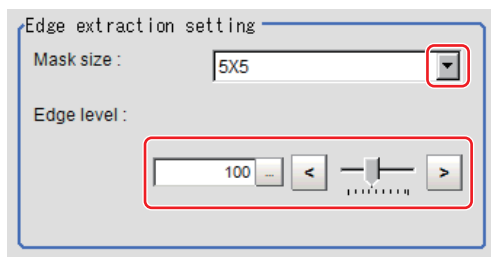 Edge extraction setting
Mask size : 5X5
Edge level :
100 ... < >